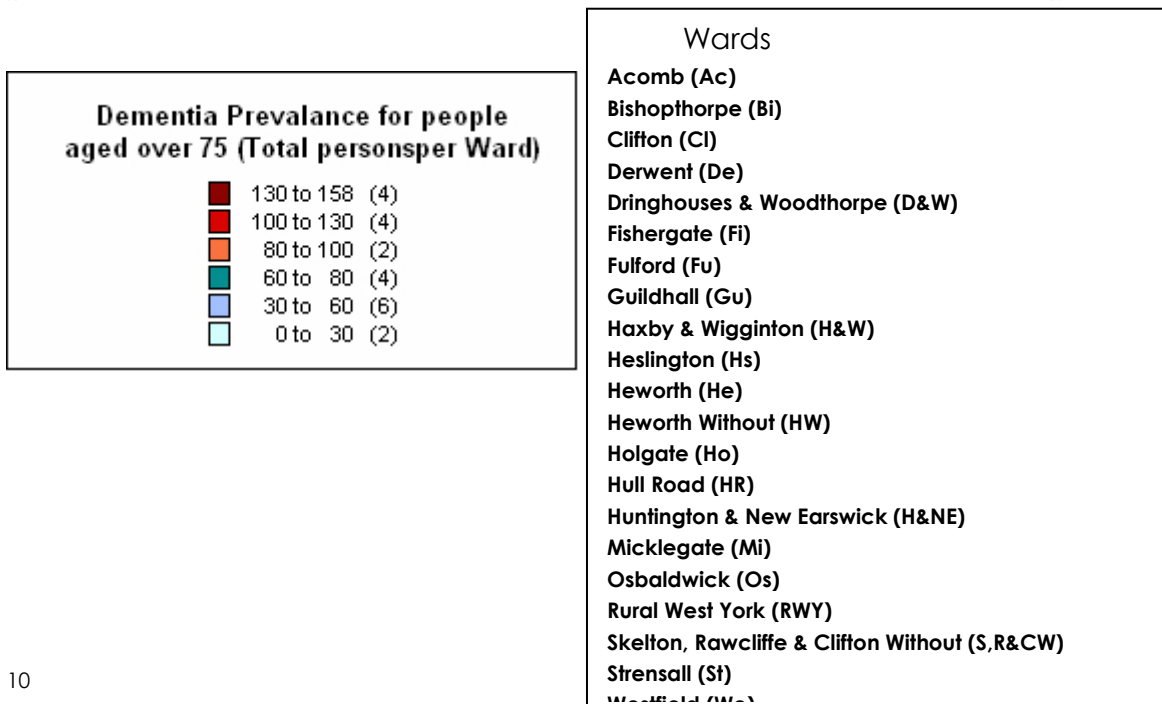 Dementia Prevalance for people
aged over 75 (Total personsper Ward)
130 to 158 (4)
100 to 130 (4)
80 to 100 (2)
60 to 80 (4)
30 to 60 (6)
0 to 30 (2)
10
Wards
Acomb (Ac)
Bishopthorpe (Bi)
Clifton (Cl)
Derwent (De)
Dringhouses & Woodthorpe (D&W)
Fishergate (Fi)
Fulford (Fu)
Guildhall (Gu)
Haxby & Wigginton (H&W)
Heslington (Hs)
Heworth (He)
Heworth Without (HW)
Holgate (Ho)
Hull Road (HR)
Huntington & New Earswick (H&NE)
Micklegate (Mi)
Osbaldwick (Os)
Rural West York (RWY)
Skelton, Rawcliffe & Clifton Without (S,R&CW)
Strensall (St)
Westfield (We)